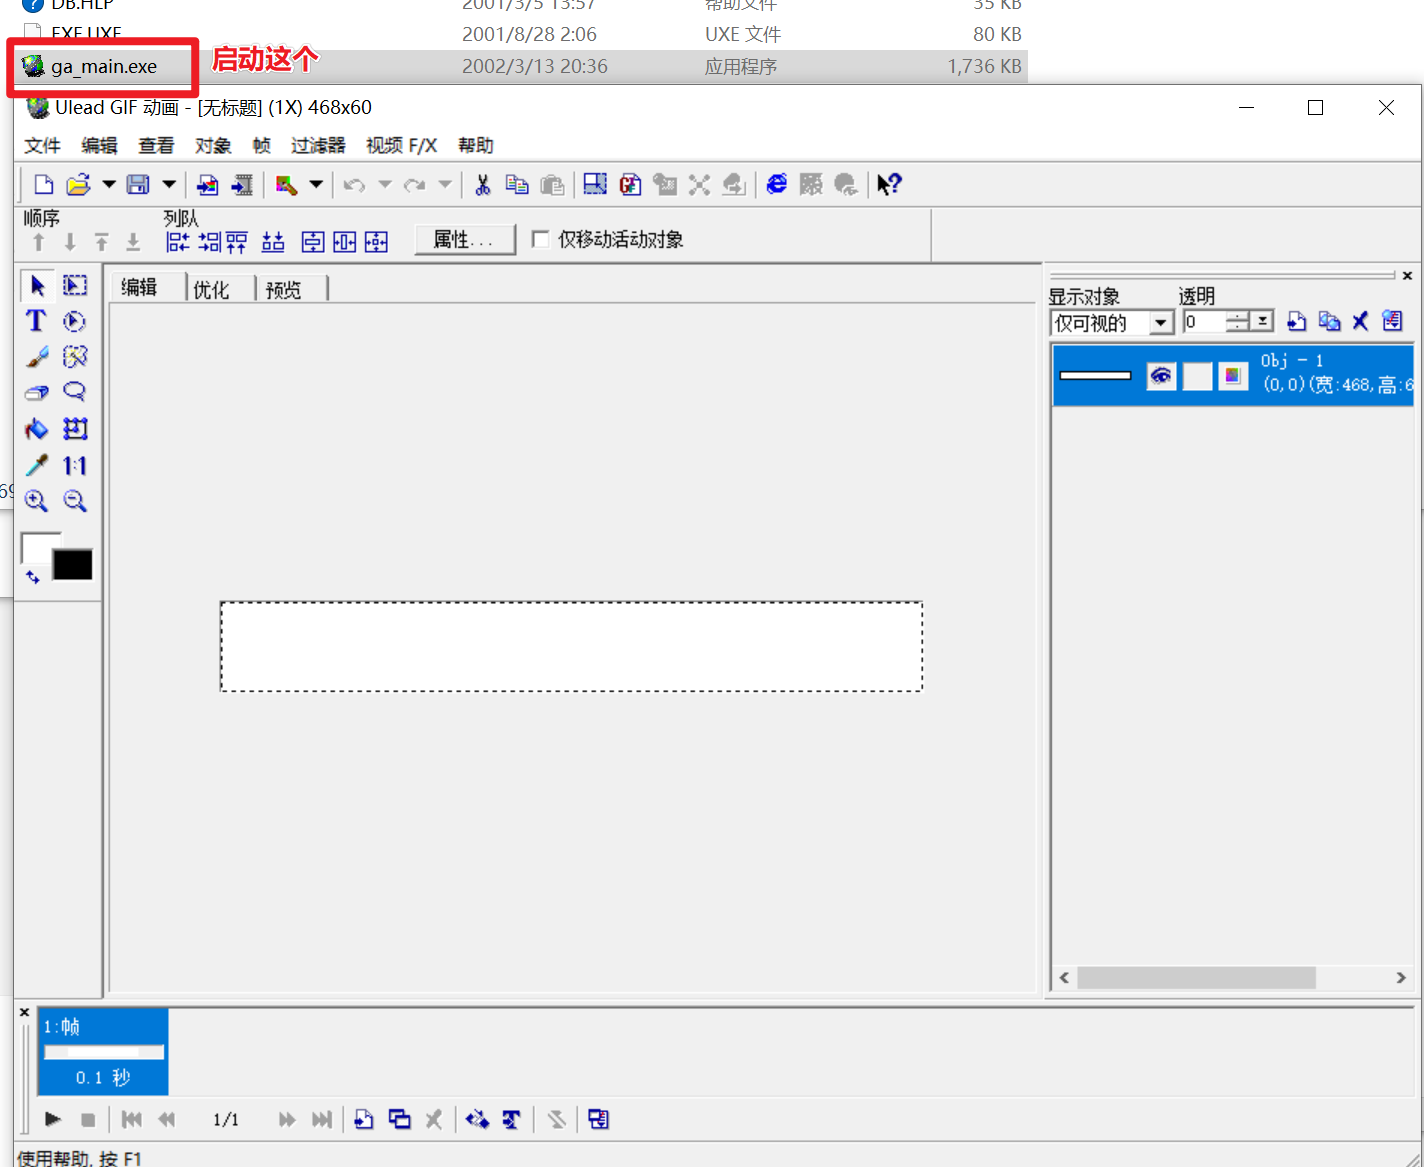 DB.HLP 2001/3/5 13:57 帮助文件 35 KB
EXE.UXE 2001/8/28 2:06 UXE 文件 80 KB
ga_main.exe 启动这个 2002/3/13 20:36 应用程序 1,736 KB
Ulead GIF 动画 - [无标题] (1X) 468x60
文件 编辑 查看 对象 帧 过滤器 视频 F/X 帮助
顺序 列队
属性... 仅移动活动对象
编辑 优化 预览
显示对象 透明
仅可视的 0
T
Obj - 1
(0,0)(宽:468,高:6
1:1
69
1:帧
0.1 秒
1/1
使用帮助, 按 F1